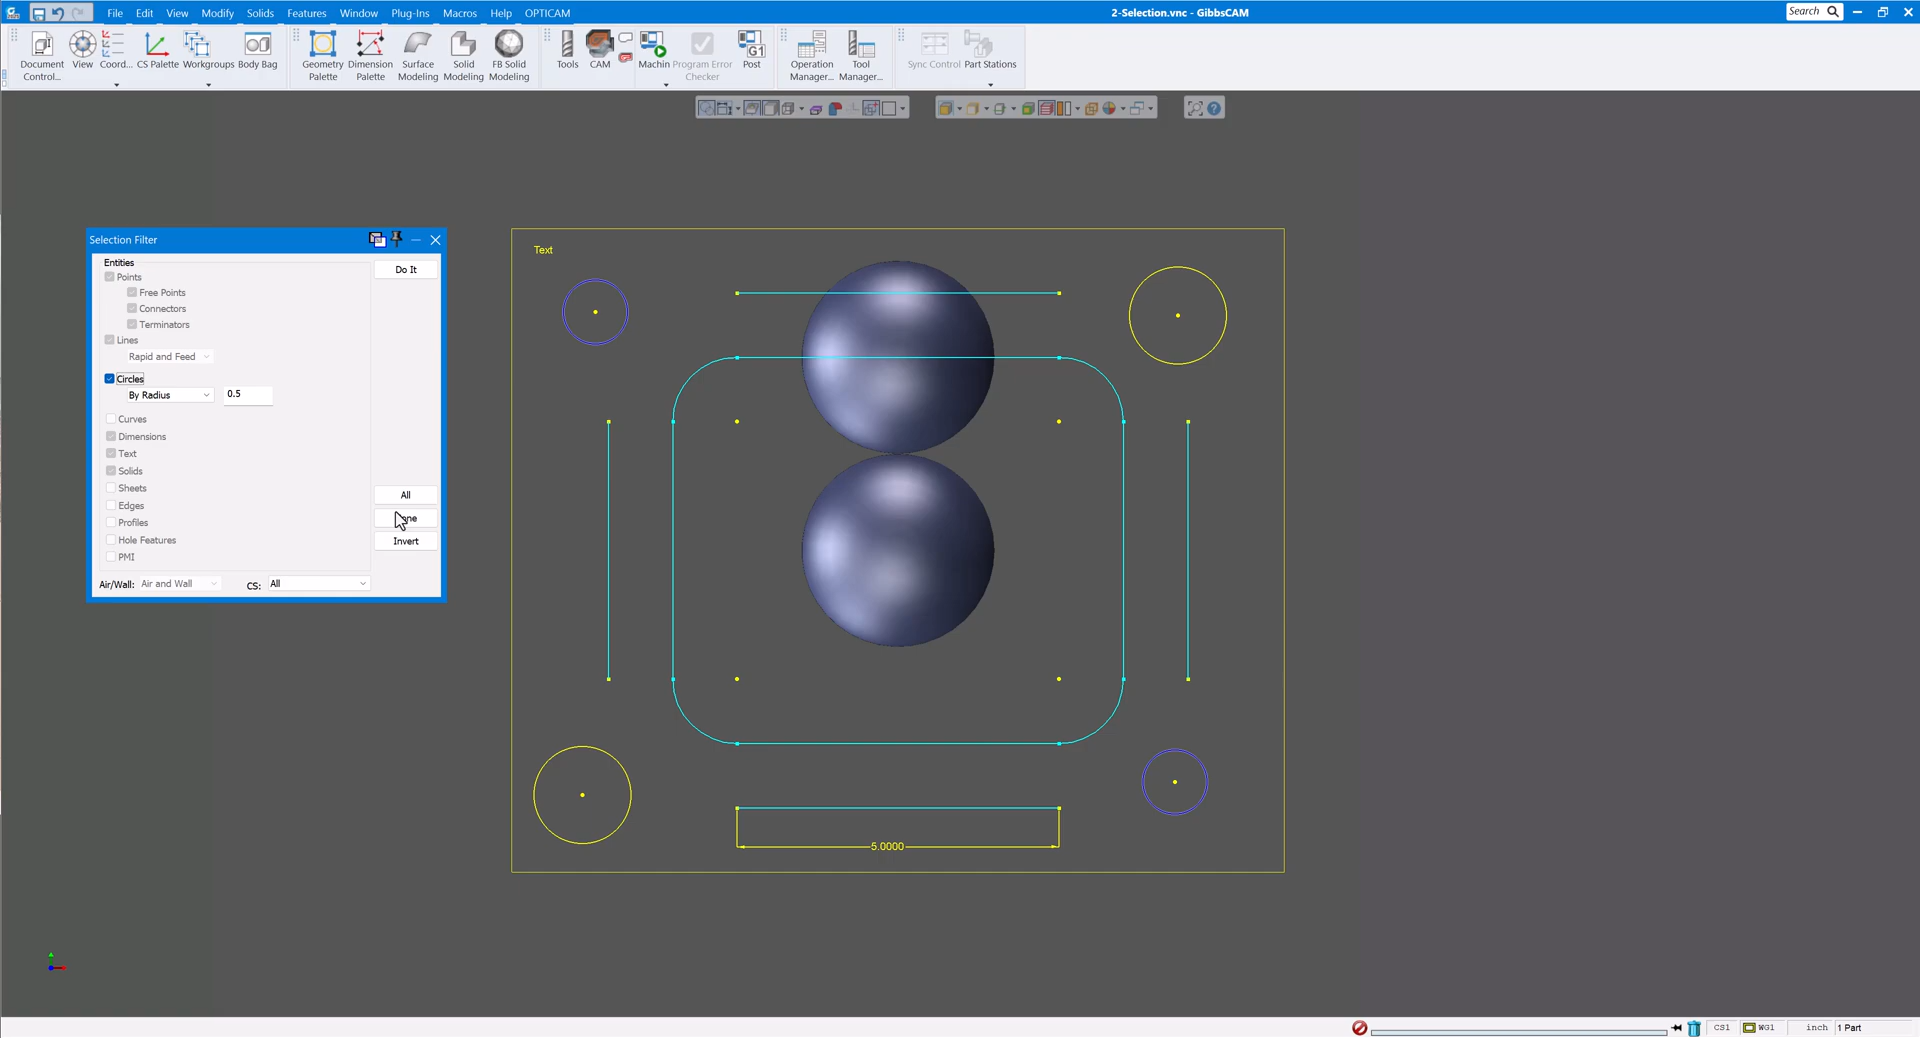 File Edit View Modify Solids Features Window Plug-Ins Macros Help OPTICAM
2-Selection.vnc - GibbsCAM
Search
Document Control...
View
Coord...
CS Palette
Workgroups
Body Bag
Geometry Palette
Dimension Palette
Surface Modeling
Solid Modeling
FB Solid Modeling
Tools
CAM
Machin
Program Error Checker
G1
Post
Operation Manager...
Tool Manager...
Sync Control
Part Stations
Selection Filter
Entities
Do It
Points
Free Points
Connectors
Terminators
Lines
Rapid and Feed
Circles
By Radius 0.5
Curves
Dimensions
Text
Solids
Sheets
Edges
Profiles
Hole Features
PMI
All
Invert
Air/Wall: Air and Wall CS: All
Text
5.0000
CS1 WG1 inch 1 Part